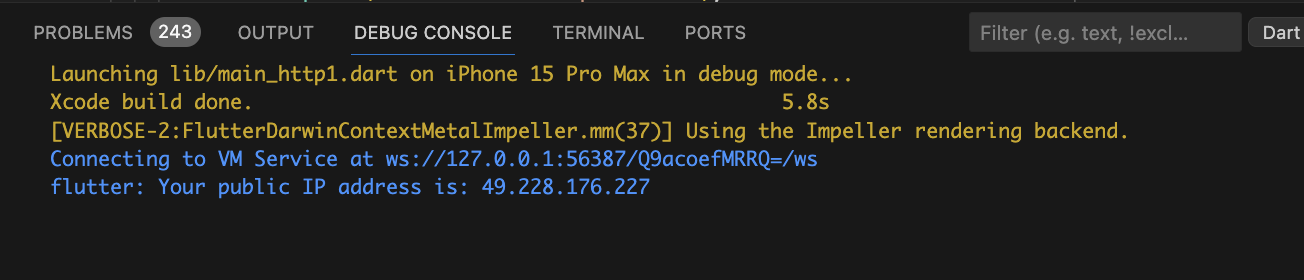 PROBLEMS 243 OUTPUT DEBUG CONSOLE TERMINAL PORTS Filter (e.g. text, !excl... Dart
Launching lib/main_http1.dart on iPhone 15 Pro Max in debug mode...
Xcode build done. 5.8s
[VERBOSE-2:FlutterDarwinContextMetalImpeller.mm(37)] Using the Impeller rendering backend.
Connecting to VM Service at ws://127.0.0.1:56387/Q9acoefMRRQ=/ws
flutter: Your public IP address is: 49.228.176.227